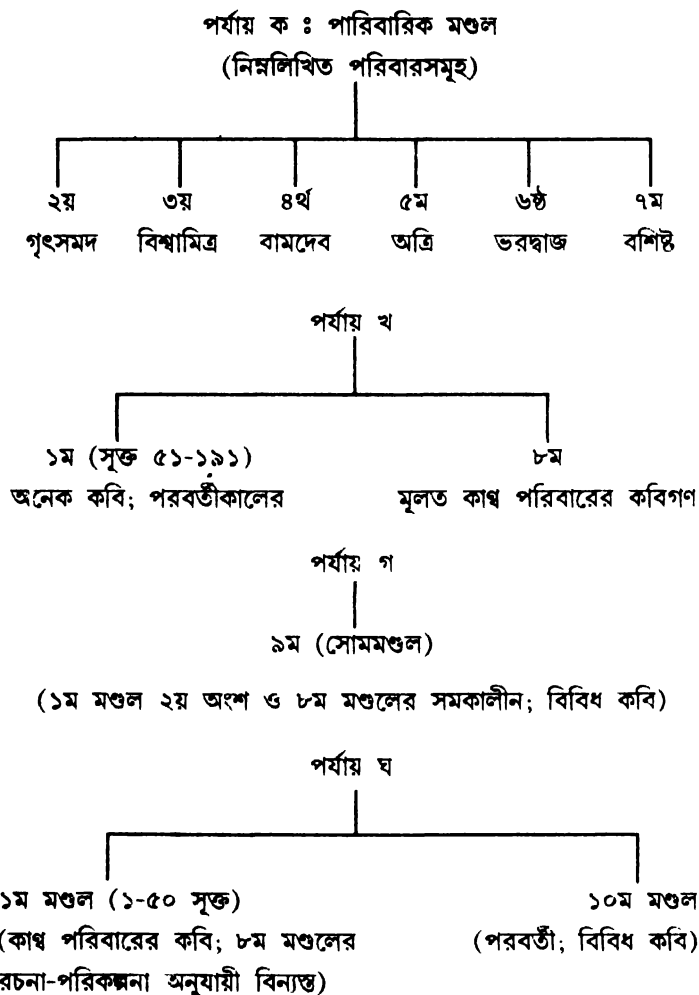 পর্যায় ক ঃ পারিবারিক মণ্ডল
(নিম্নলিখিত পরিবারসমূহ)
২য় ৩য় ৪র্থ ৫ম ৬ষ্ঠ ৭ম
গৃৎসমদ বিশ্বামিত্র বামদেব অত্রি ভরদ্বাজ বশিষ্ট
পর্যায় খ
১ম (সূক্ত ৫১-১৯১) ৮ম
অনেক কবি; পরবর্তীকালের মূলত কাণ্ব পরিবারের কবিগণ
পর্যায় গ
৯ম (সোমমণ্ডল)
(১ম মণ্ডল ২য় অংশ ও ৮ম মণ্ডলের সমকালীন; বিবিধ কবি)
পর্যায় ঘ
১ম মণ্ডল (১-৫০ সূক্ত) ১০ম মণ্ডল
(কাণ্ব পরিবারের কবি; ৮ম মণ্ডলের (পরবর্তী; বিবিধ কবি)
রচনা-পরিকল্পনা অনুযায়ী বিন্যস্ত)